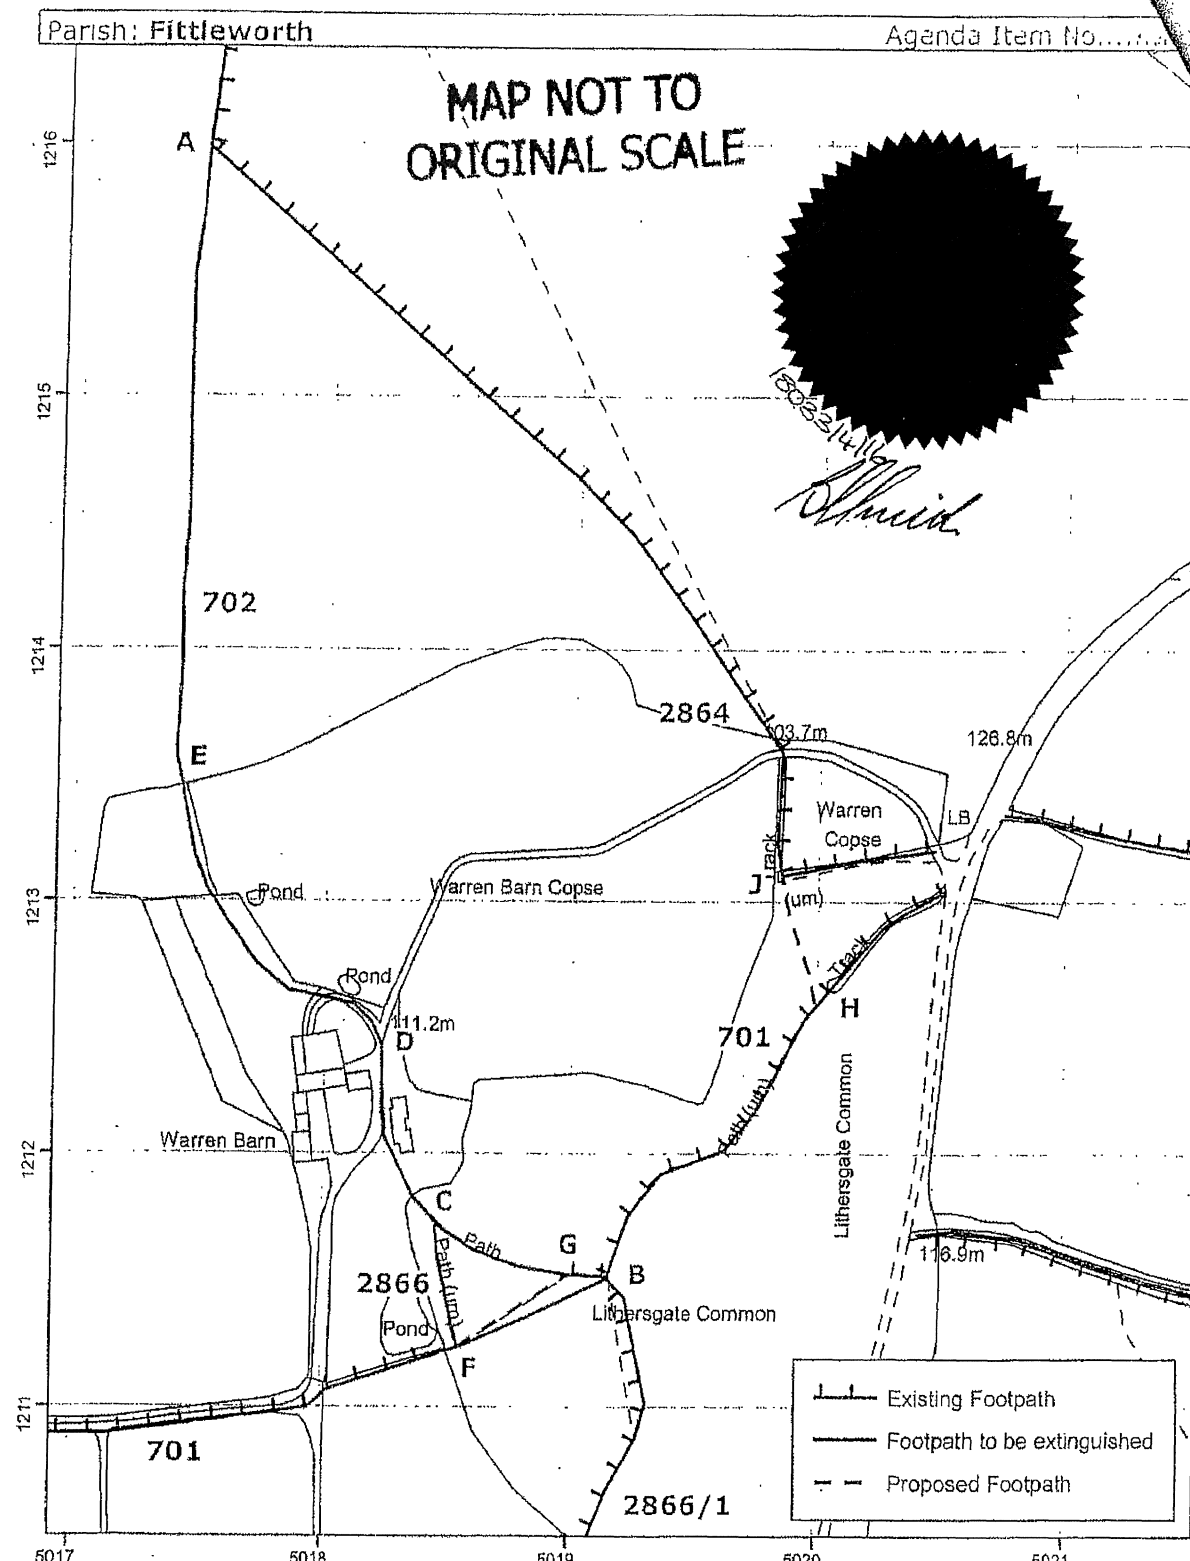 Parish: Fittleworth
Agenda Item No.......
MAP NOT TO
ORIGINAL SCALE
A
1216
1215
702
1214
E
2864
03.7m
126.8m
Warren
Copse
LB
rack
J
(um)
Pond
Warren Barn Copse
1213
Pond
Track
H
111.2m
D
701
Lithersgate Common
(um)
Warren Barn
1212
C
Path
G
B
116.9m
2866
Path (um)
Lithersgate Common
Pond
F
1211
701
Existing Footpath
Footpath to be extinguished
Proposed Footpath
2866/1
5017
5018
5019
5020
5021